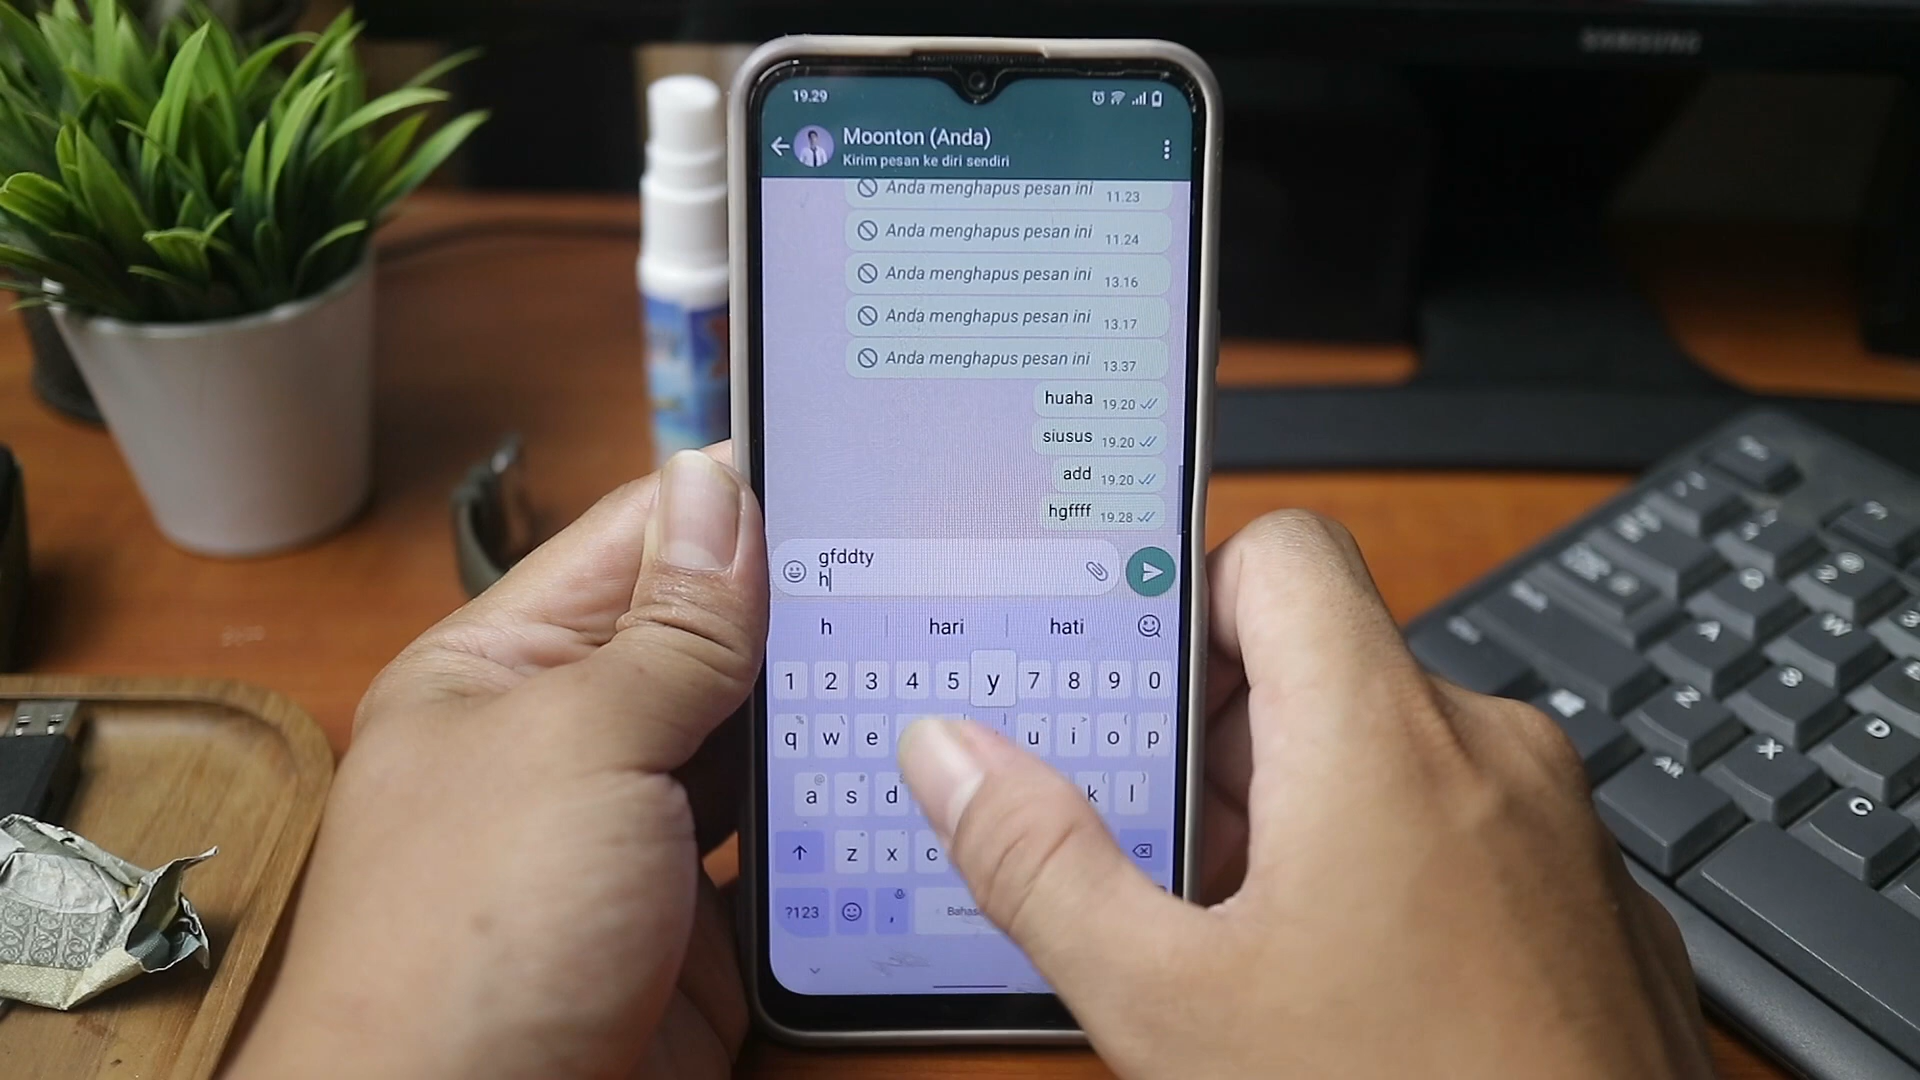 SAMSUNG
19.29
Moonton (Anda)
Kirim pesan ke diri sendiri
Anda menghapus pesan ini 11.23
Anda menghapus pesan ini 11.24
Anda menghapus pesan ini 13.16
Anda menghapus pesan ini 13.17
Anda menghapus pesan ini 13.37
huaha 19.20
siusus 19.20
add 19.20
hgffff 19.28
gfddty
h
h hari hati
1 2 3 4 5 y 7 8 9 0
q w e u i o p
a s d k l
z x c
?123 ,
A W
Z S
X D
C